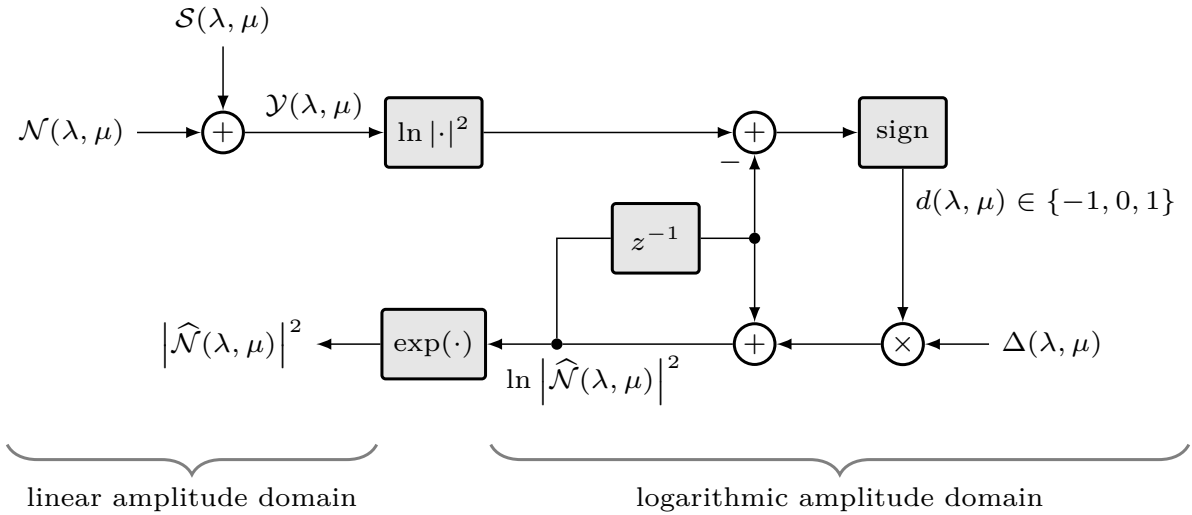 𝒮(λ, μ)
𝒩(λ, μ)
+
𝒴(λ, μ)
ln |·|²
+
−
sign
d(λ, μ) ∈ {−1, 0, 1}
z⁻¹
|𝒩̂(λ, μ)|²
exp(·)
ln |𝒩̂(λ, μ)|²
+
×
Δ(λ, μ)
linear amplitude domain
logarithmic amplitude domain